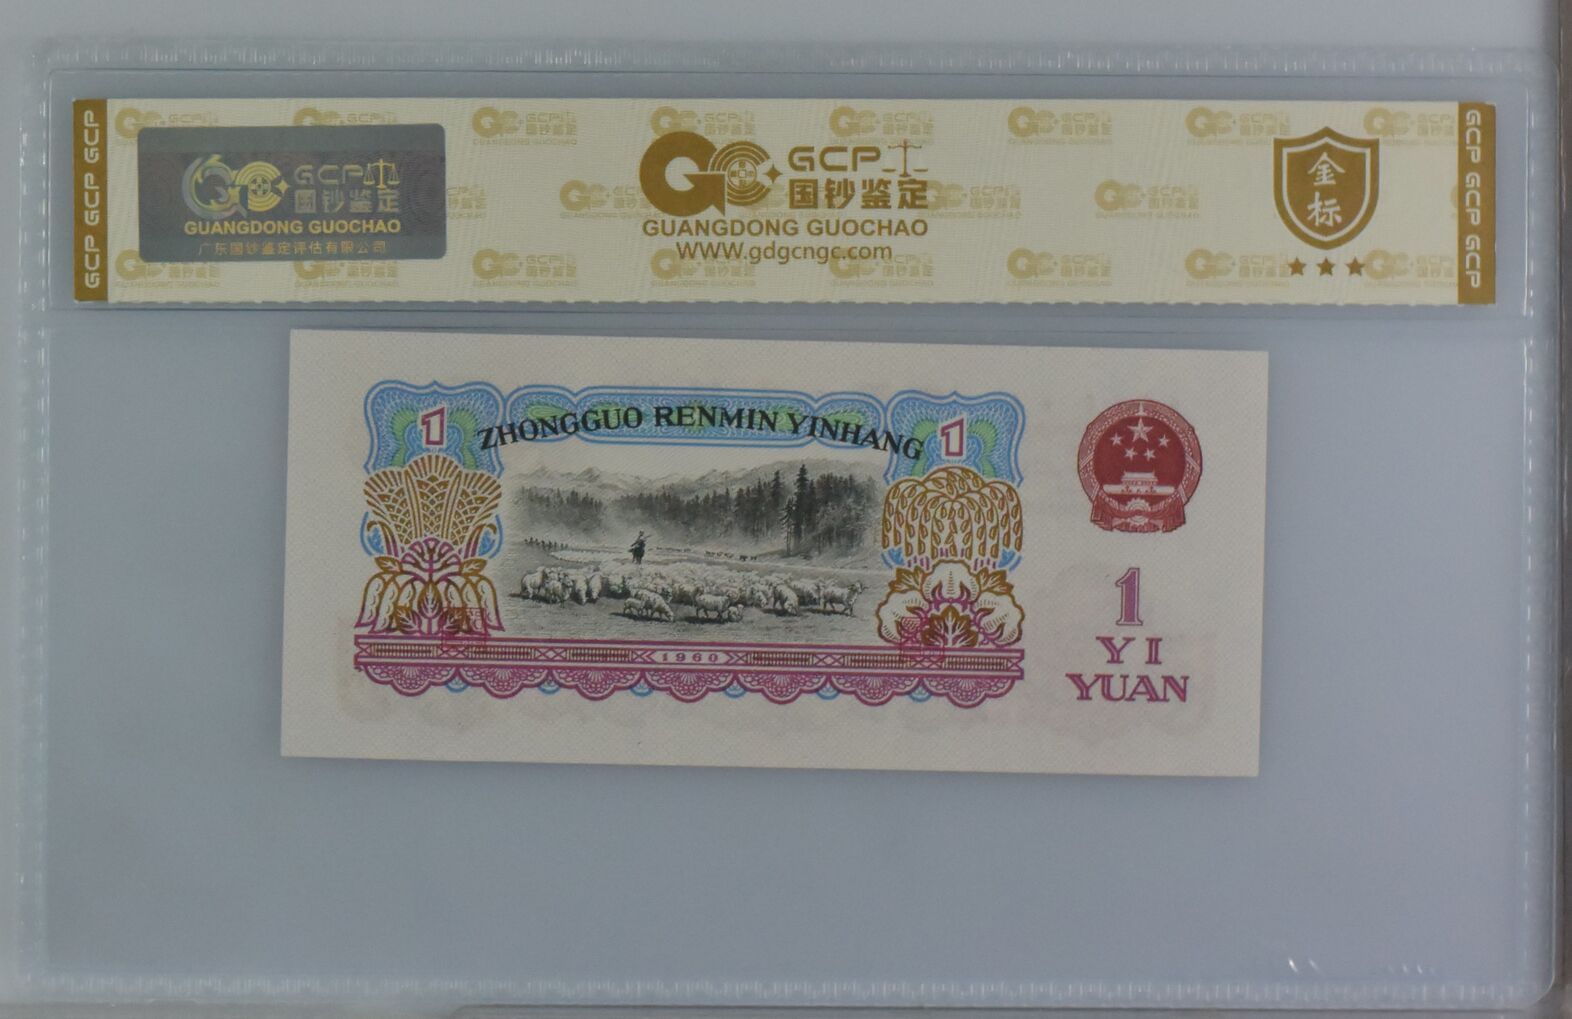 GCP GCP GCP
GCP 国钞鉴定
GUANGDONG GUOCHAO
广东国钞鉴定评估有限公司
GCP
国钞鉴定
GUANGDONG GUOCHAO
WWW.gdgcngc.com
金标
GCP GCP GCP
ZHONGGUO RENMIN YINHANG
1
1
1960
1
YI
YUAN